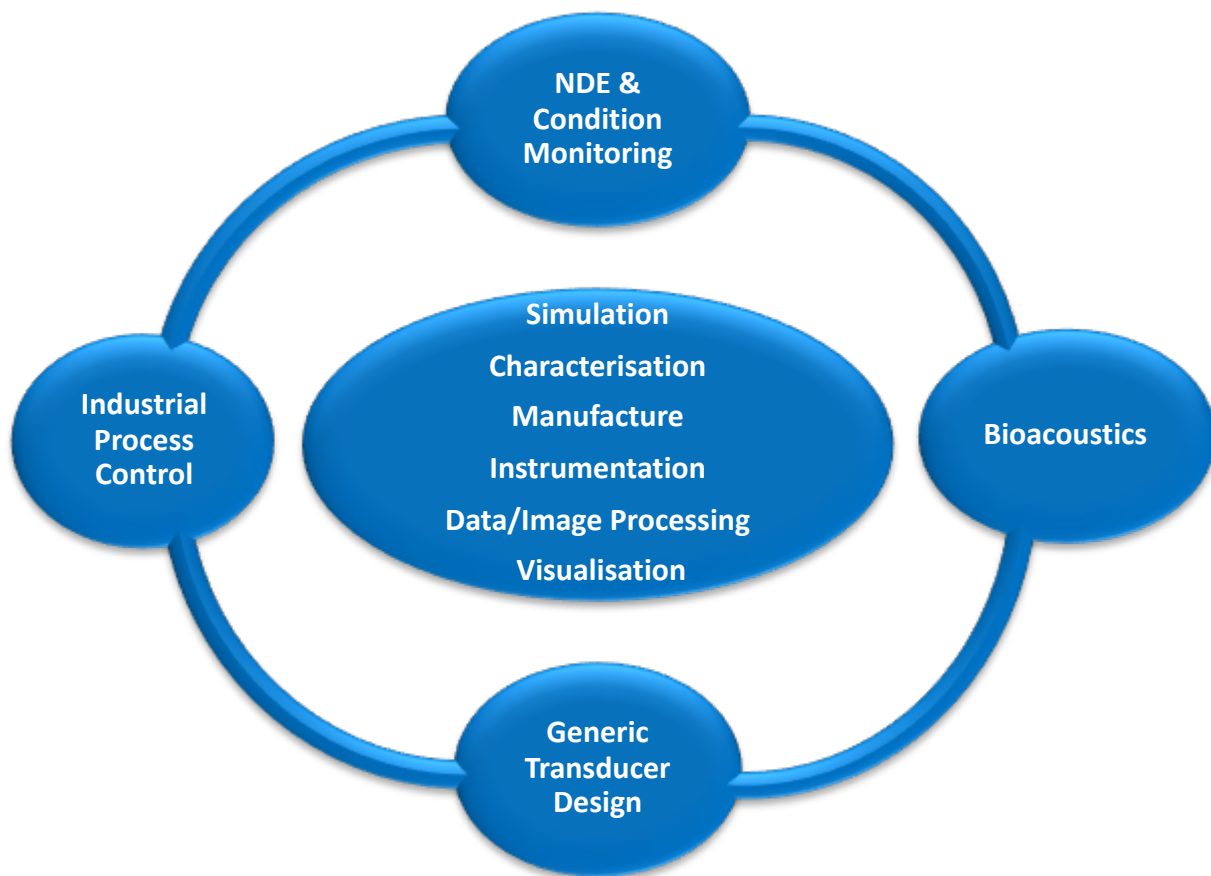 NDE &
Condition
Monitoring
Simulation
Characterisation
Manufacture
Instrumentation
Data/Image Processing
Visualisation
Industrial
Process
Control
Bioacoustics
Generic
Transducer
Design